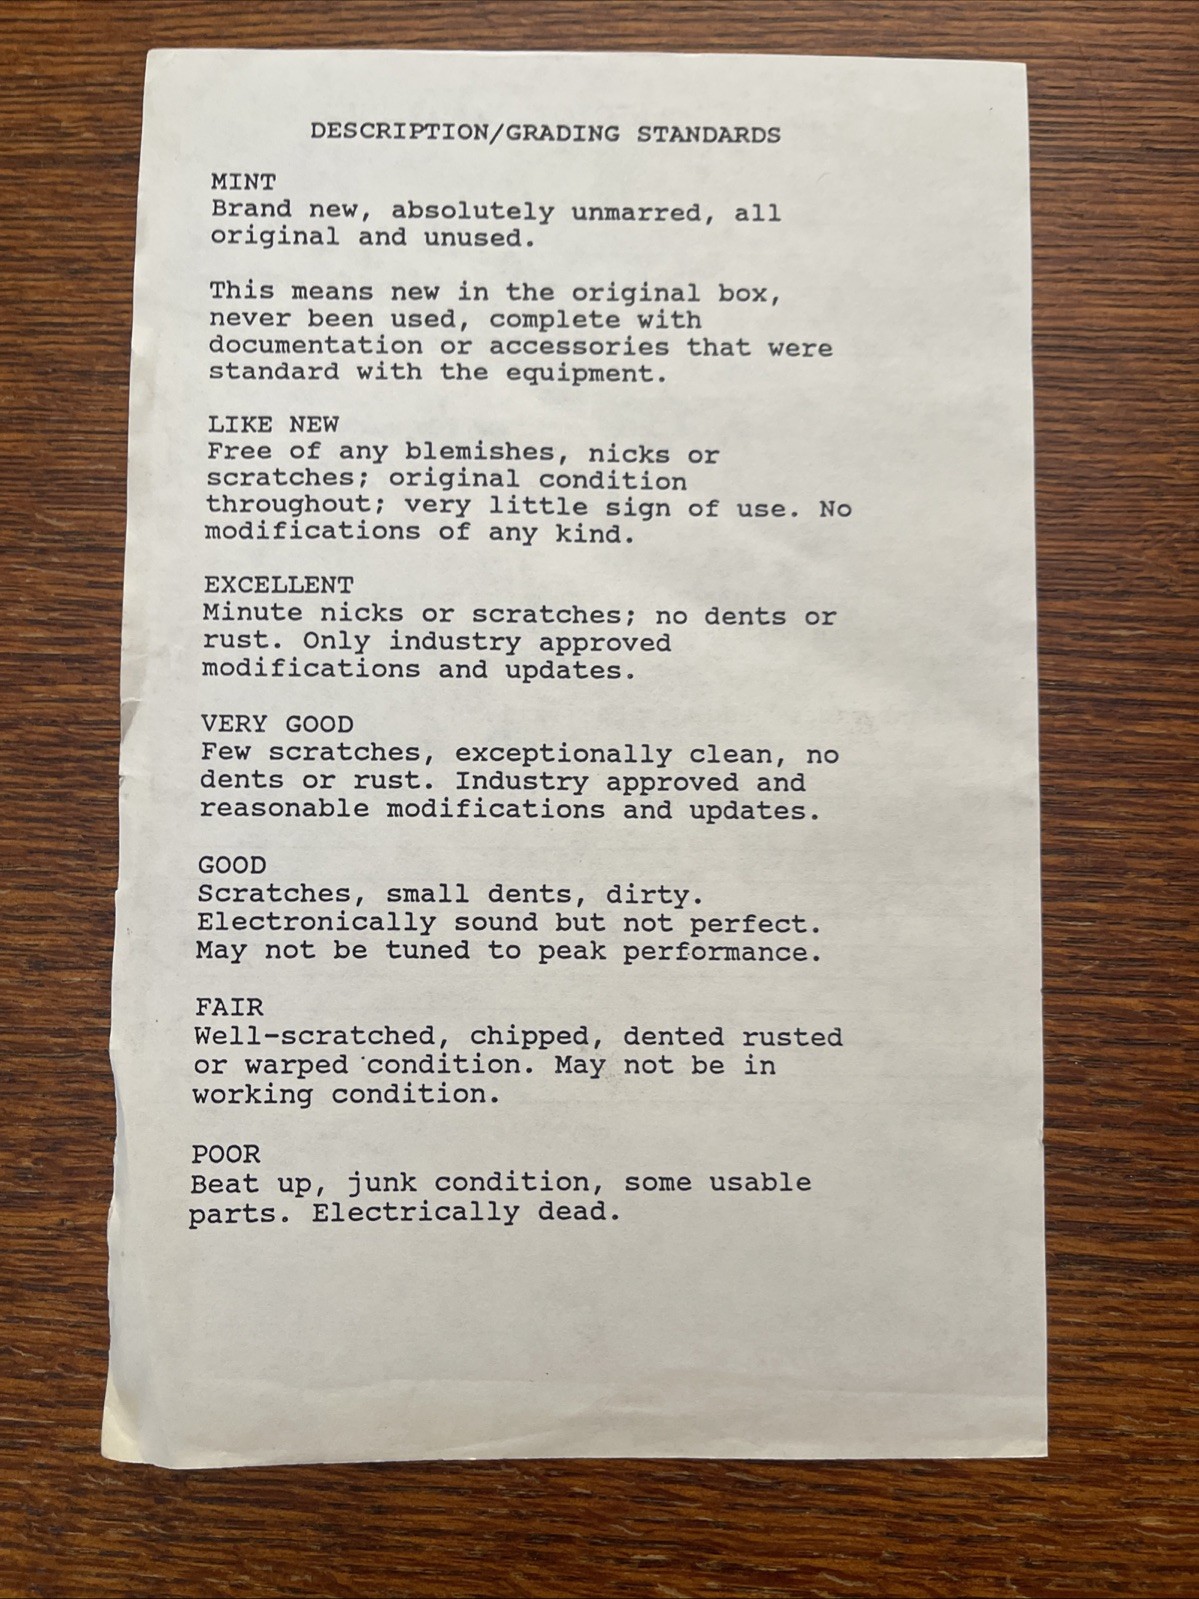 DESCRIPTION/GRADING STANDARDS
MINT
Brand new, absolutely unmarred, all
original and unused.
This means new in the original box,
never been used, complete with
documentation or accessories that were
standard with the equipment.
LIKE NEW
Free of any blemishes, nicks or
scratches; original condition
throughout; very little sign of use. No
modifications of any kind.
EXCELLENT
Minute nicks or scratches; no dents or
rust. Only industry approved
modifications and updates.
VERY GOOD
Few scratches, exceptionally clean, no
dents or rust. Industry approved and
reasonable modifications and updates.
GOOD
Scratches, small dents, dirty.
Electronically sound but not perfect.
May not be tuned to peak performance.
FAIR
Well-scratched, chipped, dented rusted
or warped condition. May not be in
working condition.
POOR
Beat up, junk condition, some usable
parts. Electrically dead.